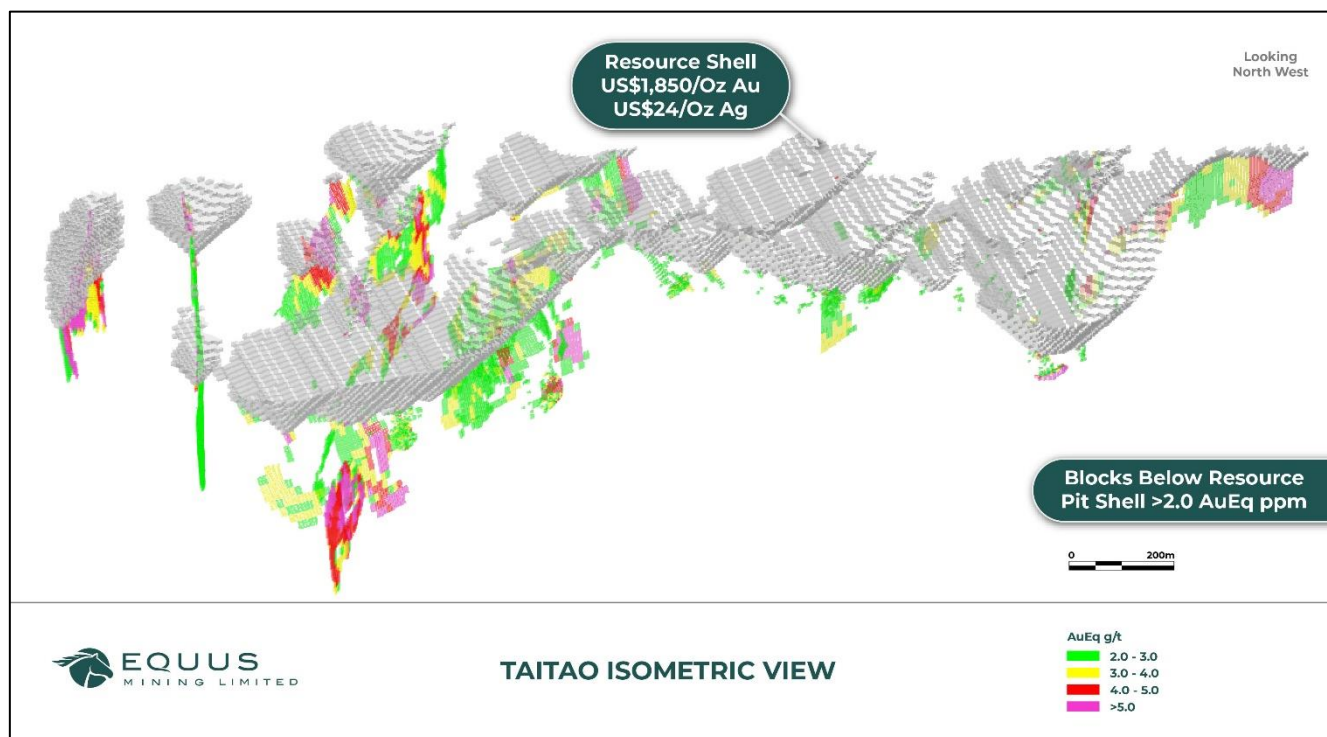 Resource Shell
US$1,850/Oz Au
US$24/Oz Ag
Looking
North West
Blocks Below Resource
Pit Shell >2.0 AuEq ppm
0 200m
EQUUS
MINING LIMITED
TAITAO ISOMETRIC VIEW
AuEq g/t
2.0 - 3.0
3.0 - 4.0
4.0 - 5.0
>5.0